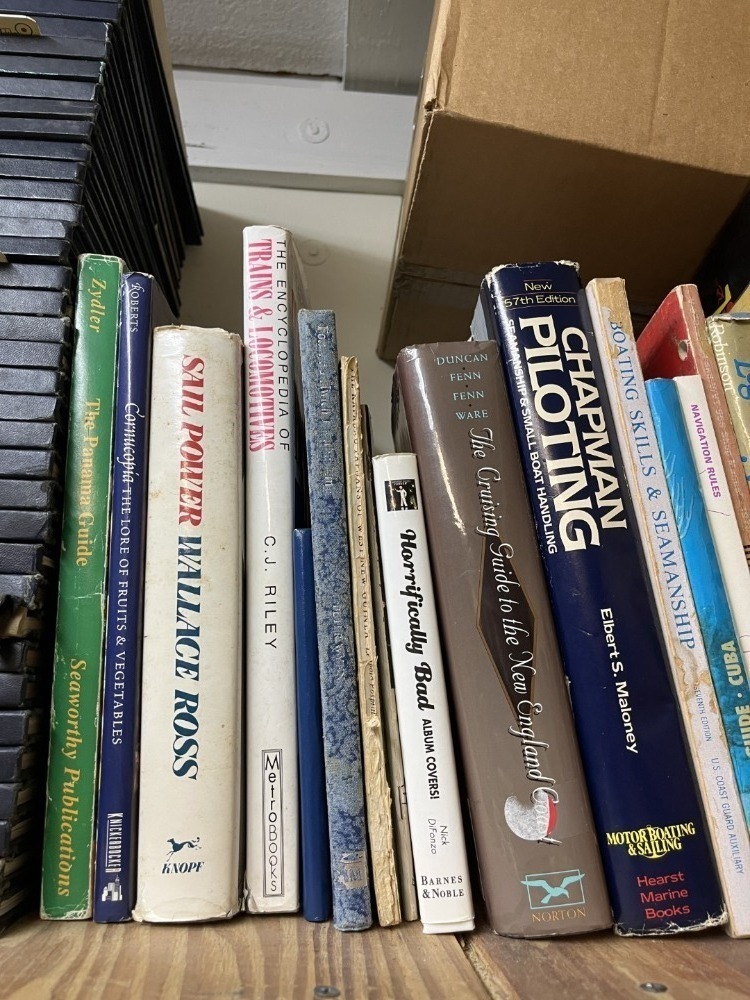 Zydler
The Panama Guide
Seaworthy Publications
ROBERTS
Cornucopia THE LORE OF FRUITS & VEGETABLES
KNICKERBOCKER
SAIL POWER WALLACE ROSS
KNOPF
THE ENCYCLOPEDIA OF
TRAINS & LOCOMOTIVES
C.J. RILEY
MetroBooks
Horrifically Bad
ALBUM COVERS!
Nick
DiFonzo
BARNES
& NOBLE
DUNCAN
FENN
FENN
WARE
The Cruising Guide to the New England Coast
NORTON
New
57th Edition
CHAPMAN
PILOTING
SEAMANSHIP & SMALL BOAT HANDLING
Elbert S. Maloney
MOTOR BOATING
& SAILING
Hearst
Marine
Books
BOATING SKILLS & SEAMANSHIP
EDITION
U.S. COAST GUARD AUXILIARY
NAVIGATION RULES
CUBA
Robinson